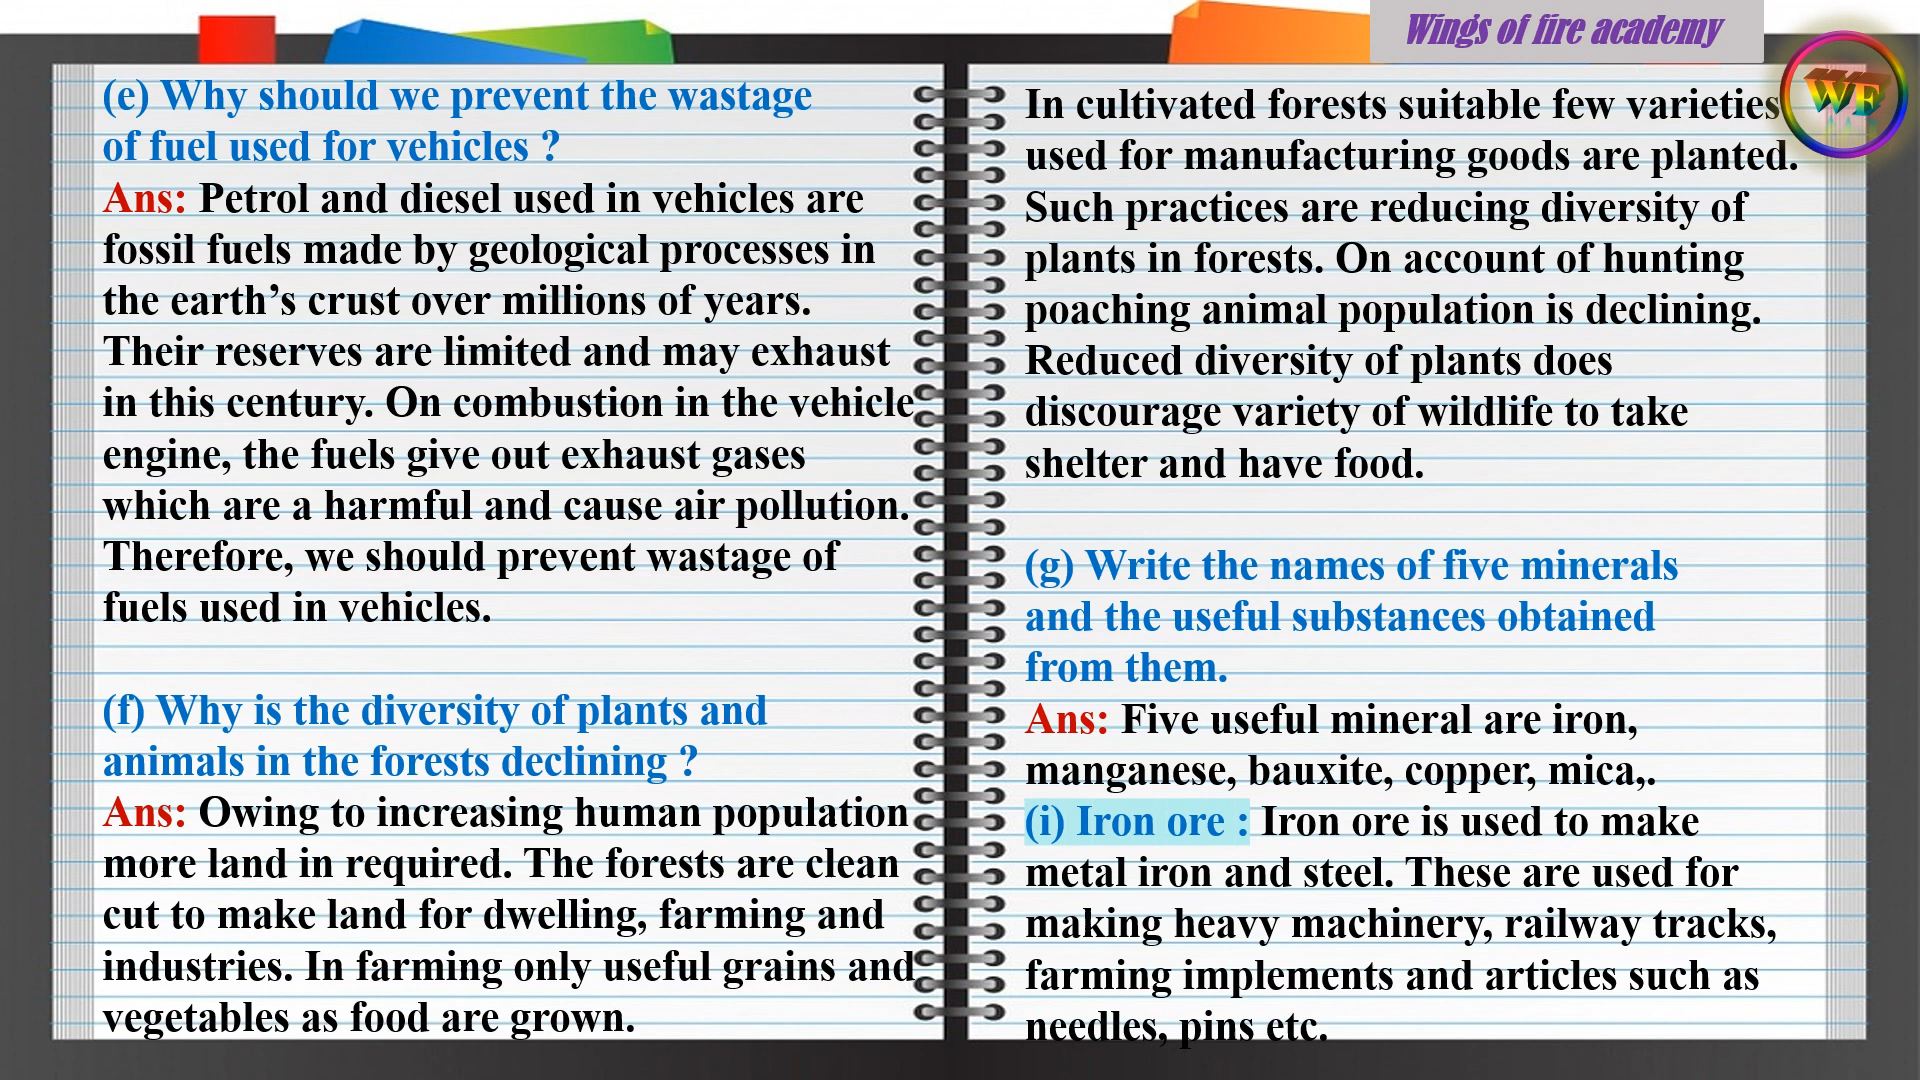 Wings of fire academy
WF
(e) Why should we prevent the wastage
of fuel used for vehicles ?
Ans: Petrol and diesel used in vehicles are
fossil fuels made by geological processes in
the earth’s crust over millions of years.
Their reserves are limited and may exhaust
in this century. On combustion in the vehicle
engine, the fuels give out exhaust gases
which are a harmful and cause air pollution.
Therefore, we should prevent wastage of
fuels used in vehicles.
(f) Why is the diversity of plants and
animals in the forests declining ?
Ans: Owing to increasing human population
more land in required. The forests are clean
cut to make land for dwelling, farming and
industries. In farming only useful grains and
vegetables as food are grown.
In cultivated forests suitable few varieties
used for manufacturing goods are planted.
Such practices are reducing diversity of
plants in forests. On account of hunting
poaching animal population is declining.
Reduced diversity of plants does
discourage variety of wildlife to take
shelter and have food.
(g) Write the names of five minerals
and the useful substances obtained
from them.
Ans: Five useful mineral are iron,
manganese, bauxite, copper, mica,.
(i) Iron ore : Iron ore is used to make
metal iron and steel. These are used for
making heavy machinery, railway tracks,
farming implements and articles such as
needles, pins etc.